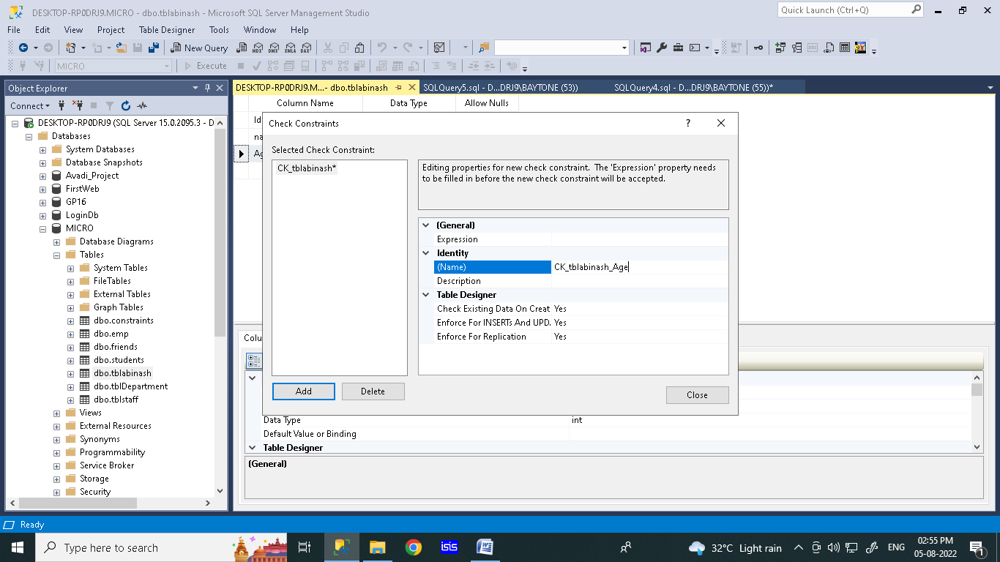 DESKTOP-RP0DRJ9.MICRO - dbo.tblabinash - Microsoft SQL Server Management Studio
Quick Launch (Ctrl+Q)
File Edit View Project Table Designer Tools Window Help
New Query
MDX DMX XMLA DAX
MICRO
Execute
Object Explorer
DESKTOP-RP0DRJ9.M...- dbo.tblabinash
SQLQuery5.sql - D...DRJ9\BAYTONE (53))
SQLQuery4.sql - D...DRJ9\BAYTONE (55))*
Connect
Column Name Data Type Allow Nulls
DESKTOP-RP0DRJ9 (SQL Server 15.0.2095.3 - D
Databases
System Databases
Database Snapshots
Avadi_Project
FirstWeb
GP16
LoginDb
MICRO
Database Diagrams
Tables
System Tables
FileTables
External Tables
Graph Tables
dbo.constraints
dbo.emp
dbo.friends
dbo.students
dbo.tblabinash
dbo.tblDepartment
dbo.tblstaff
Views
External Resources
Synonyms
Programmability
Service Broker
Storage
Security
Id
na
Ag
Check Constraints
?
Selected Check Constraint:
CK_tblabinash*
Editing properties for new check constraint. The 'Expression' property needs
to be filled in before the new check constraint will be accepted.
(General)
Expression
Identity
(Name) CK_tblabinash_Age
Description
Table Designer
Check Existing Data On Creat Yes
Enforce For INSERTs And UPD. Yes
Enforce For Replication Yes
Add Delete
Close
Colu
Data Type int
Default Value or Binding
Table Designer
(General)
Ready
Type here to search
isis
32°C Light rain
ENG
02:55 PM
05-08-2022
1